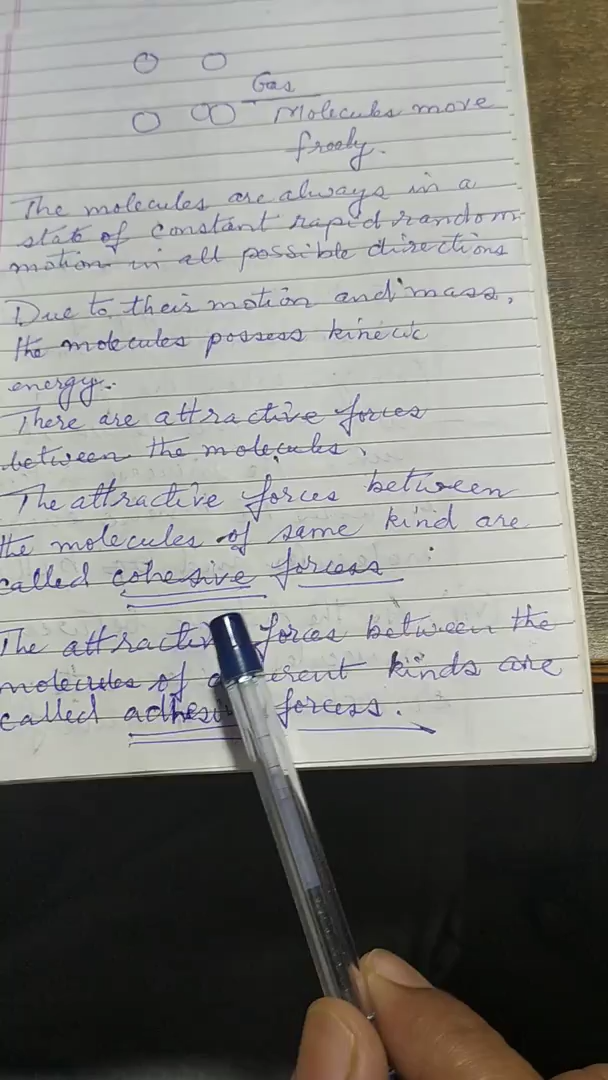 Gas
Molecules move
freely.
The molecules are always in a
state of constant rapid random
motion in all possible directions
Due to their motion and mass,
the molecules possess kinetic
energy.
There are attractive forces
between the molecules.
The attractive forces between
the molecules of same kind are
called cohesive forcess
The forces between the
molecules of kinds are
called forcess.